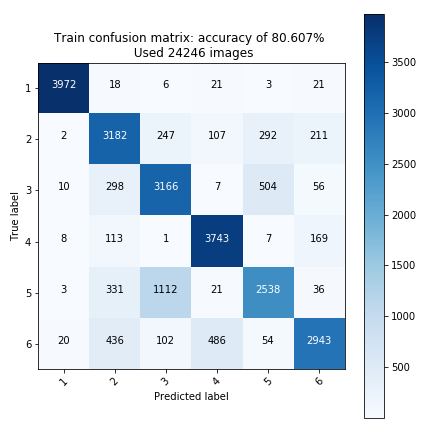 Train confusion matrix: accuracy of 80.607%
Used 24246 images
1 3972 18 6 21 3 21
2 2 3182 247 107 292 211
3 10 298 3166 7 504 56
4 8 113 1 3743 7 169
5 3 331 1112 21 2538 36
6 20 436 102 486 54 2943
1 2 3 4 5 6
True label
Predicted label
3500
3000
2500
2000
1500
1000
500